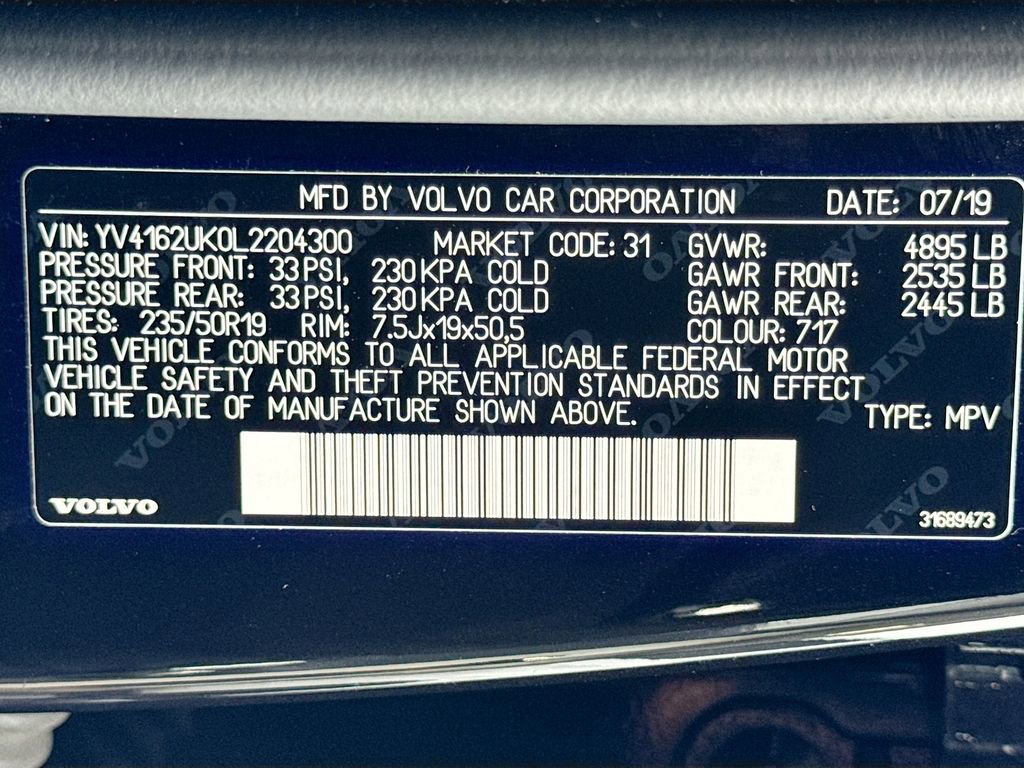 MFD BY VOLVO CAR CORPORATION DATE: 07/19
VIN: YV4162UK0L2204300 MARKET CODE: 31 GVWR: 4895 LB
PRESSURE FRONT: 33 PSI, 230 KPA COLD GAWR FRONT: 2535 LB
PRESSURE REAR: 33 PSI, 230 KPA COLD GAWR REAR: 2445 LB
TIRES: 235/50R19 RIM: 7.5Jx19x50,5 COLOUR: 717
THIS VEHICLE CONFORMS TO ALL APPLICABLE FEDERAL MOTOR
VEHICLE SAFETY AND THEFT PREVENTION STANDARDS IN EFFECT
ON THE DATE OF MANUFACTURE SHOWN ABOVE. TYPE: MPV
VOLVO 31689473